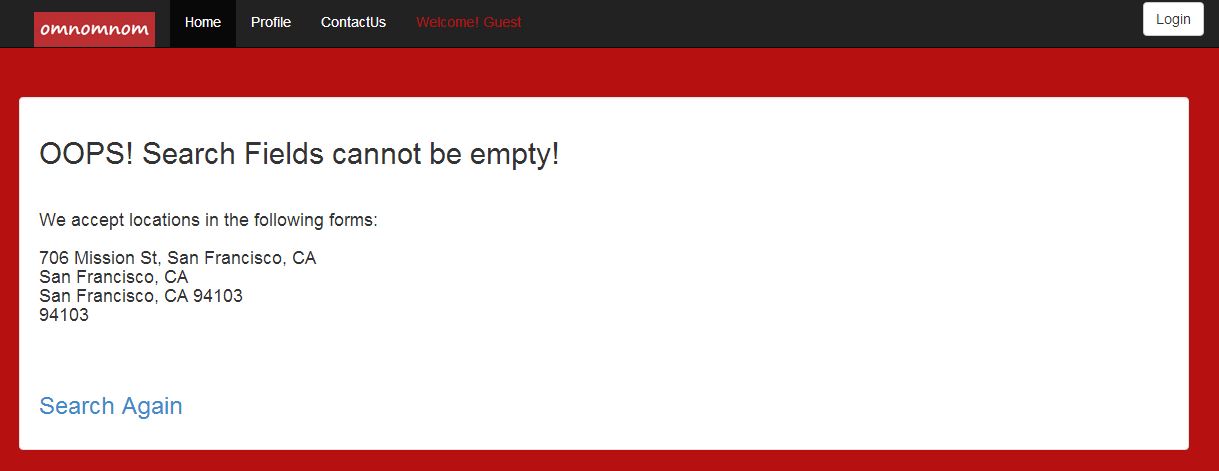 omnomnom Home Profile ContactUs Welcome! Guest Login
OOPS! Search Fields cannot be empty!
We accept locations in the following forms:
706 Mission St, San Francisco, CA
San Francisco, CA
San Francisco, CA 94103
94103
Search Again